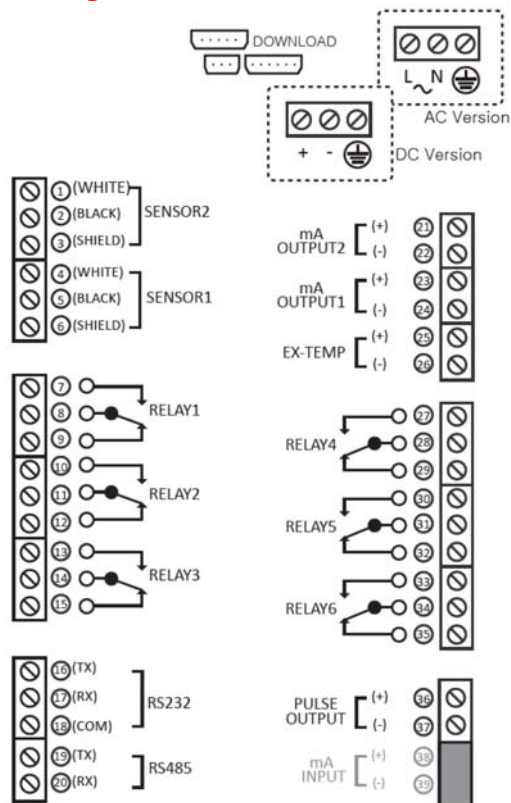 DOWNLOAD
L N
AC Version
+ -
DC Version
1 (WHITE)
2 (BLACK) SENSOR2
3 (SHIELD)
4 (WHITE)
5 (BLACK) SENSOR1
6 (SHIELD)
7
8 RELAY1
9
10
11 RELAY2
12
13
14 RELAY3
15
16 (TX)
17 (RX) RS232
18 (COM)
19 (TX) RS485
20 (RX)
mA OUTPUT2 (+) 21
(-) 22
mA OUTPUT1 (+) 23
(-) 24
EX-TEMP (+) 25
(-) 26
27
RELAY4 28
29
30
RELAY5 31
32
33
RELAY6 34
35
PULSE OUTPUT (+) 36
(-) 37
mA INPUT (+) 38
(-) 39